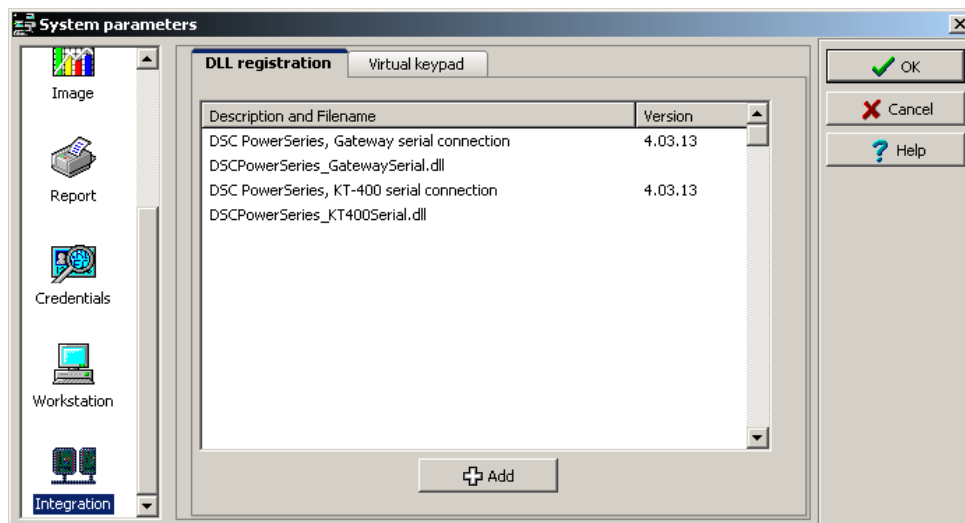 System parameters
Image
Report
Credentials
Workstation
Integration
DLL registration
Virtual keypad
Description and Filename
Version
DSC PowerSeries, Gateway serial connection
4.03.13
DSCPowerSeries_GatewaySerial.dll
DSC PowerSeries, KT-400 serial connection
4.03.13
DSCPowerSeries_KT400Serial.dll
Add
OK
Cancel
Help